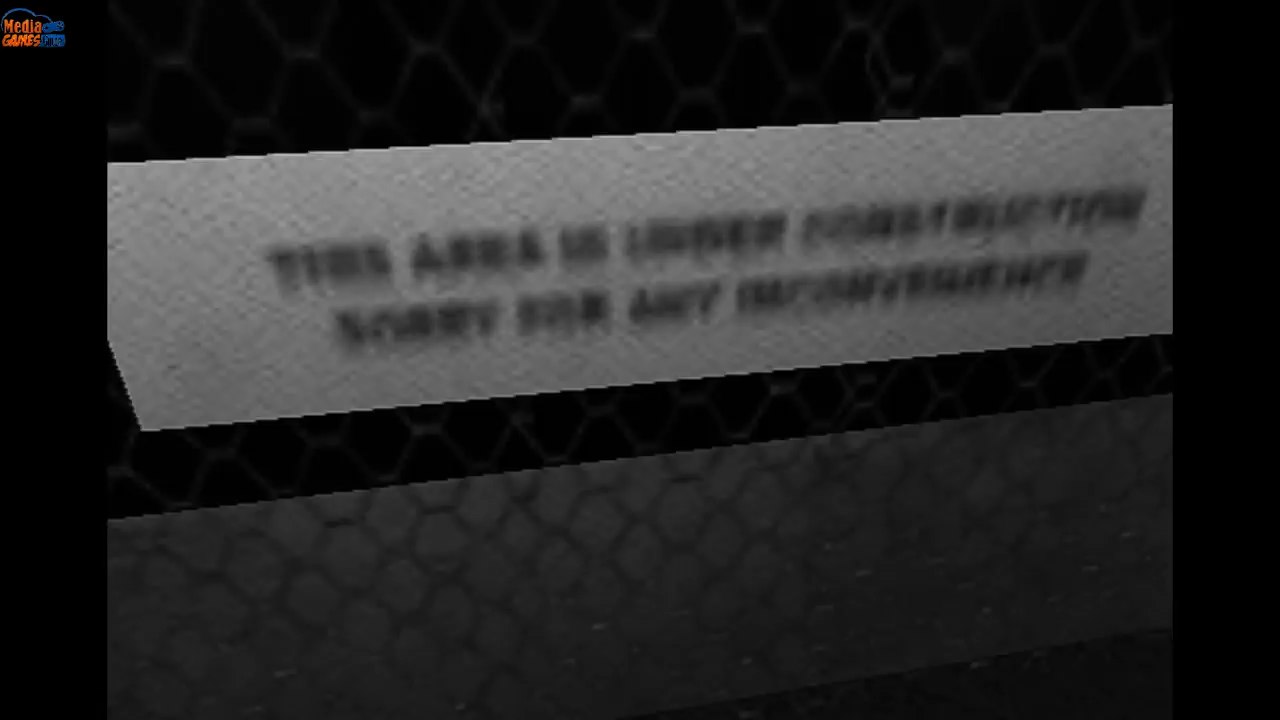 Media
GAMES
THIS AREA IS UNDER CONSTRUCTION
SORRY FOR ANY INCONVENIENCE